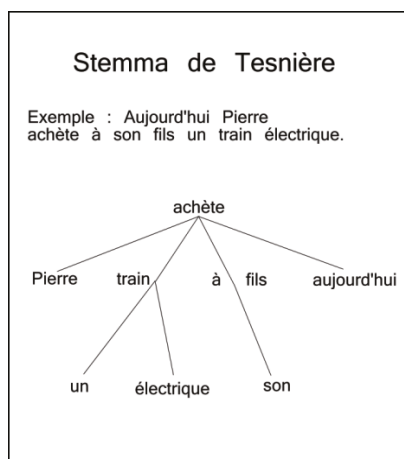 Stemma de Tesnière
Exemple : Aujourd'hui Pierre
achète à son fils un train électrique.
achète
Pierre train à fils aujourd'hui
un électrique son